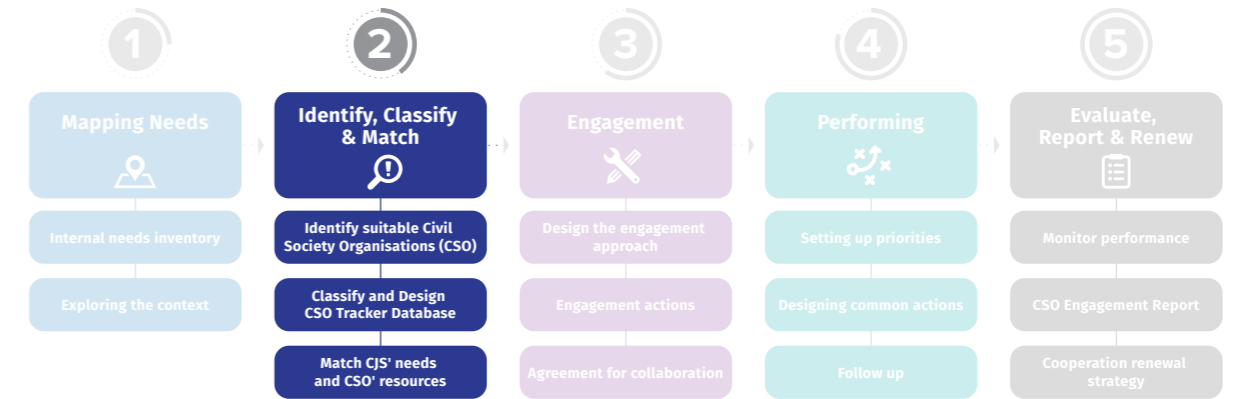 1
2
3
4
5
Mapping Needs
Internal needs inventory
Exploring the context
Identify, Classify
& Match
Identify suitable Civil
Society Organisations (CSO)
Classify and Design
CSO Tracker Database
Match CJS' needs
and CSO' resources
Engagement
Design the engagement
approach
Engagement actions
Agreement for collaboration
Performing
Setting up priorities
Designing common actions
Follow up
Evaluate,
Report & Renew
Monitor performance
CSO Engagement Report
Cooperation renewal
strategy